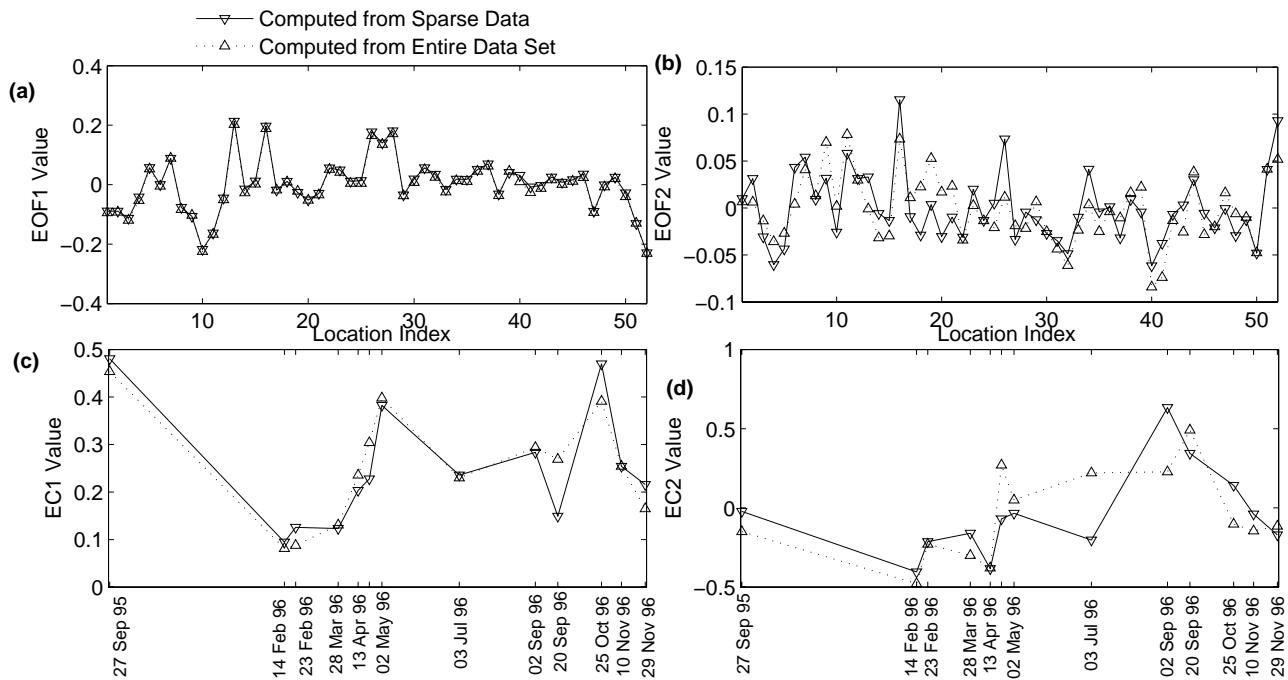 Computed from Sparse Data
Computed from Entire Data Set
(a)
0.4
0.2
0
−0.2
−0.4
EOF1 Value
10
20
30
40
50
(b)
0.15
0.1
0.05
0
−0.05
−0.1
EOF2 Value
10
20
30
40
50
Location Index
(c)
0.5
0.4
0.3
0.2
0.1
0
EC1 Value
27 Sep 95
14 Feb 96
23 Feb 96
28 Mar 96
13 Apr 96
02 May 96
03 Jul 96
02 Sep 96
20 Sep 96
25 Oct 96
10 Nov 96
29 Nov 96
(d)
1
0.5
0
−0.5
EC2 Value
27 Sep 95
14 Feb 96
23 Feb 96
28 Mar 96
13 Apr 96
02 May 96
03 Jul 96
02 Sep 96
20 Sep 96
25 Oct 96
10 Nov 96
29 Nov 96